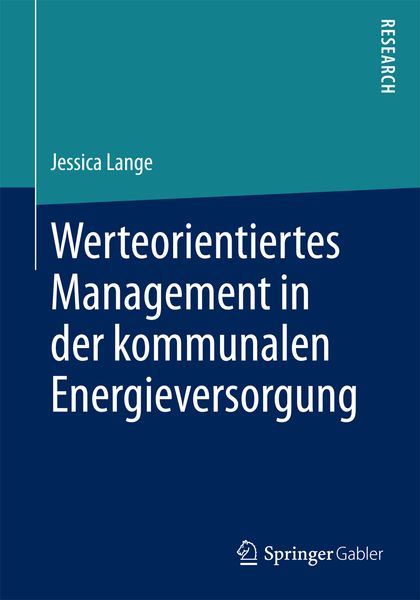 RESEARCH
Jessica Lange
Werteorientiertes
Management in
der kommunalen
Energieversorgung
Springer Gabler